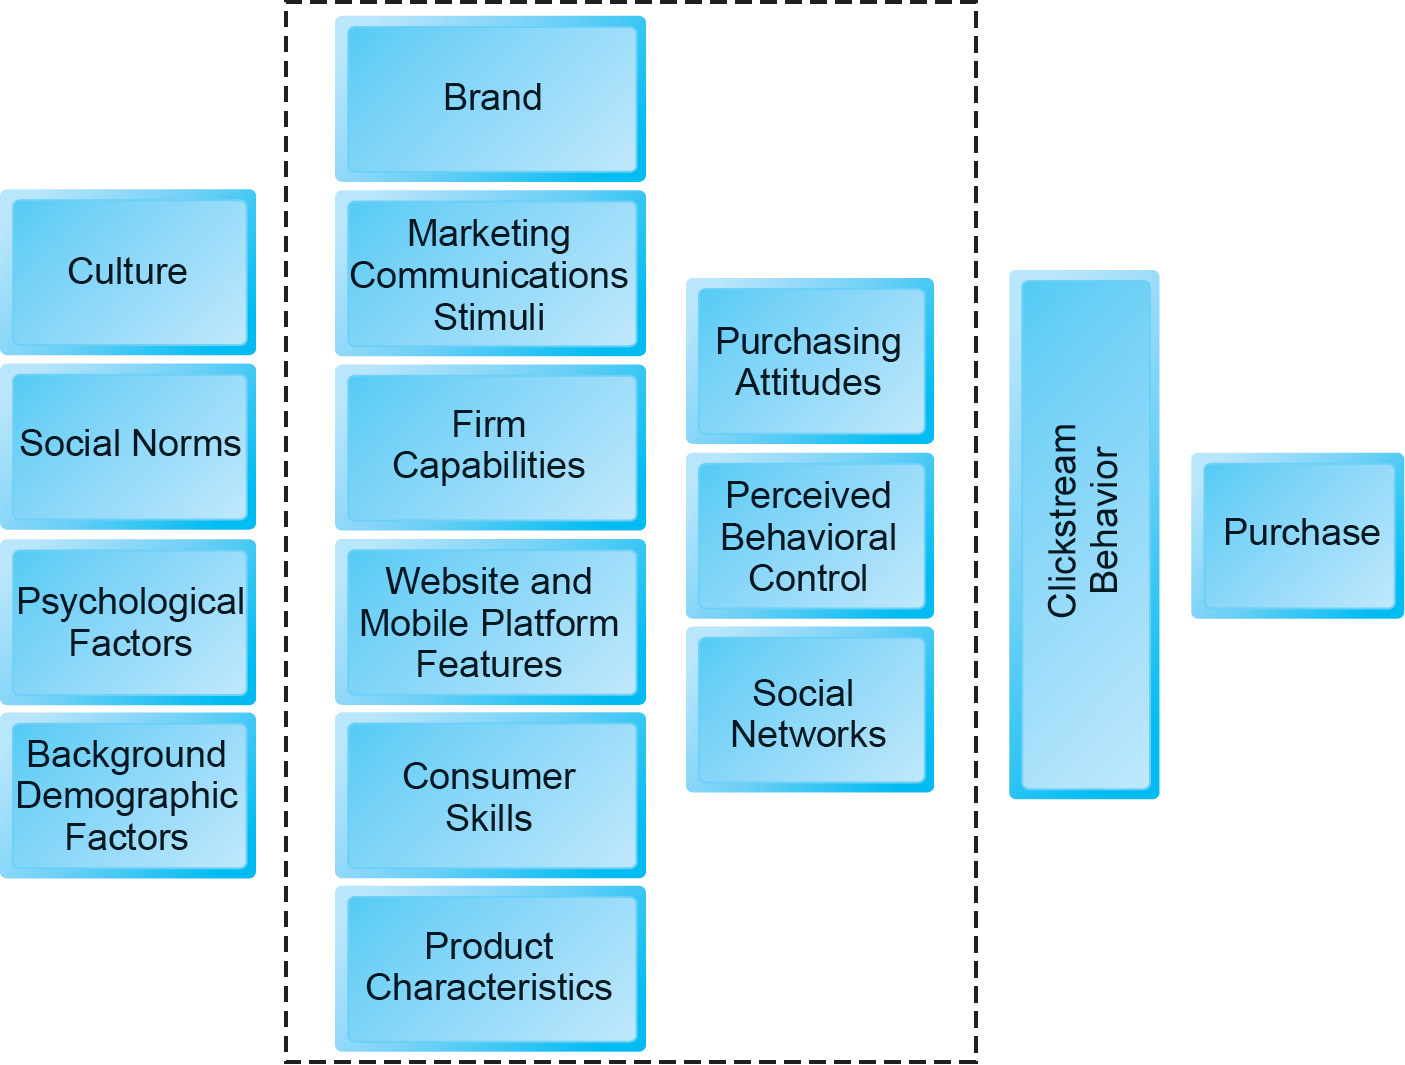 Culture
Social Norms
Psychological
Factors
Background
Demographic
Factors
Brand
Marketing
Communications
Stimuli
Firm
Capabilities
Website and
Mobile Platform
Features
Consumer
Skills
Product
Characteristics
Purchasing
Attitudes
Perceived
Behavioral
Control
Social
Networks
Clickstream
Behavior
Purchase